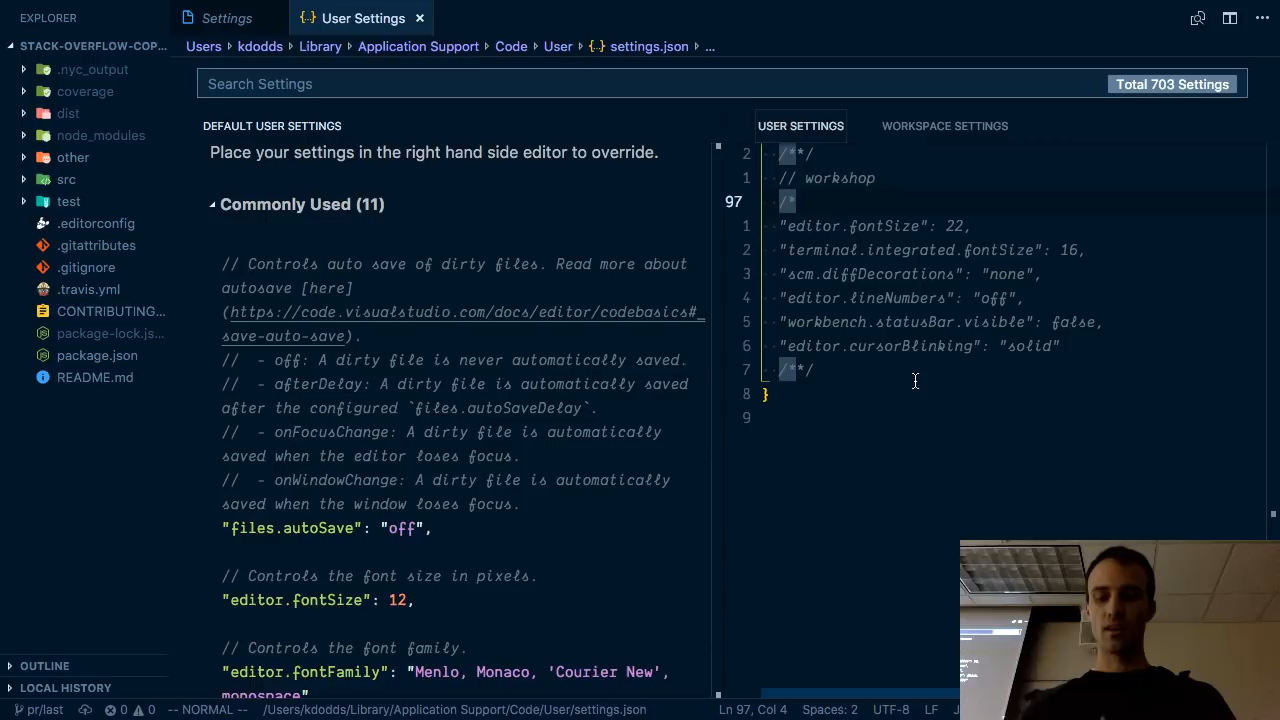 EXPLORER
Settings
User Settings
STACK-OVERFLOW-COP...
Users kdodds Library Application Support Code User settings.json ...
.nyc_output
coverage
dist
node_modules
other
src
test
.editorconfig
.gitattributes
.gitignore
.travis.yml
CONTRIBUTING...
package-lock.js...
package.json
README.md
OUTLINE
LOCAL HISTORY
Search Settings
Total 703 Settings
DEFAULT USER SETTINGS
Place your settings in the right hand side editor to override.
Commonly Used (11)
// Controls auto save of dirty files. Read more about
autosave [here]
(https://code.visualstudio.com/docs/editor/codebasics#_
save-auto-save).
// - off: A dirty file is never automatically saved.
// - afterDelay: A dirty file is automatically saved
after the configured `files.autoSaveDelay`.
// - onFocusChange: A dirty file is automatically
saved when the editor loses focus.
// - onWindowChange: A dirty file is automatically
saved when the window loses focus.
"files.autoSave": "off",
// Controls the font size in pixels.
"editor.fontSize": 12,
// Controls the font family.
"editor.fontFamily": "Menlo, Monaco, 'Courier New',
monospace"
USER SETTINGS
WORKSPACE SETTINGS
2 /**/
1 // workshop
97 /*
1 "editor.fontSize": 22,
2 "terminal.integrated.fontSize": 16,
3 "scm.diffDecorations": "none",
4 "editor.lineNumbers": "off",
5 "workbench.statusBar.visible": false,
6 "editor.cursorBlinking": "solid"
7 /**/
8 }
9
pr/last 0 0 -- NORMAL -- /Users/kdodds/Library/Application Support/Code/User/settings.json Ln 97, Col 4 Spaces: 2 UTF-8 LF